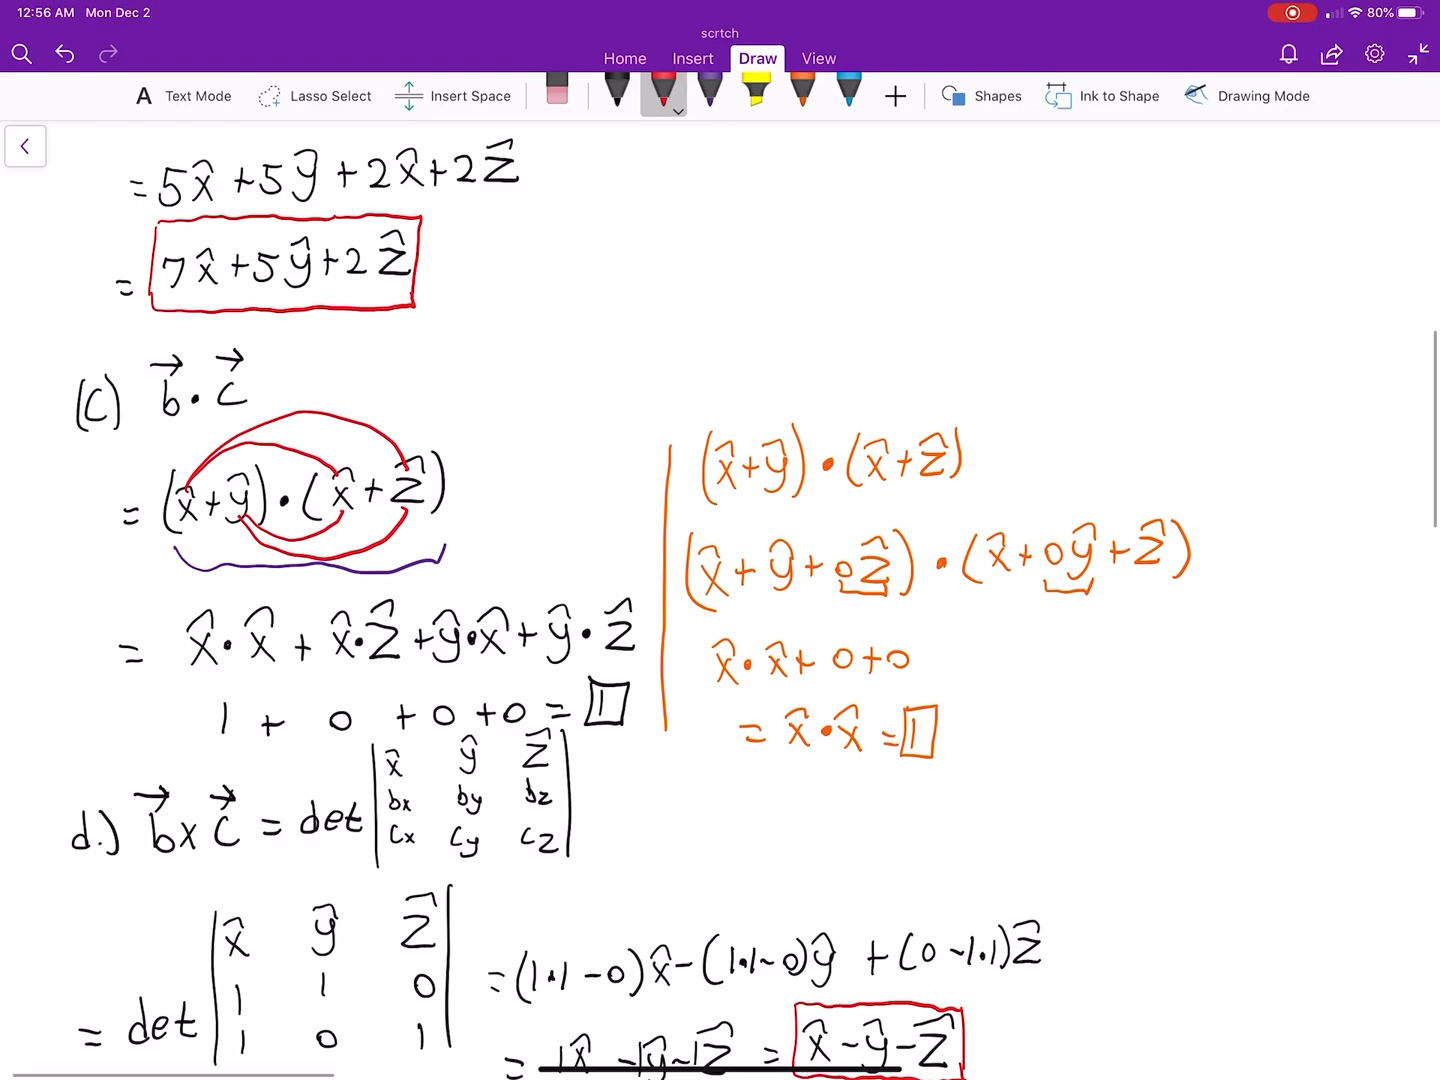 12:56 AM Mon Dec 2
80%
scrtch
Home Insert Draw View
Text Mode Lasso Select Insert Space Shapes Ink to Shape Drawing Mode
= 5x̂ + 5ŷ + 2x̂ + 2ẑ
= 7x̂ + 5ŷ + 2ẑ
(c) b⃗ · c⃗
= (x̂ + ŷ) · (x̂ + ẑ)
= x̂·x̂ + x̂·ẑ + ŷ·x̂ + ŷ·ẑ
1 + 0 + 0 + 0 = 1
(x̂ + ŷ) · (x̂ + ẑ)
(x̂ + ŷ + 0ẑ) · (x̂ + 0ŷ + ẑ)
x̂ · x̂ + 0 + 0
= x̂ · x̂ = 1
d.) b⃗ x c⃗ = det
x̂ ŷ ẑ
bx by bz
cx cy cz
= det
x̂ ŷ ẑ
1 1 0
1 0 1
= (1·1 - 0)x̂ - (1·1 - 0)ŷ + (0 - 1·1)ẑ
= 1x̂ - 1ŷ - 1ẑ = x̂ - ŷ - ẑ